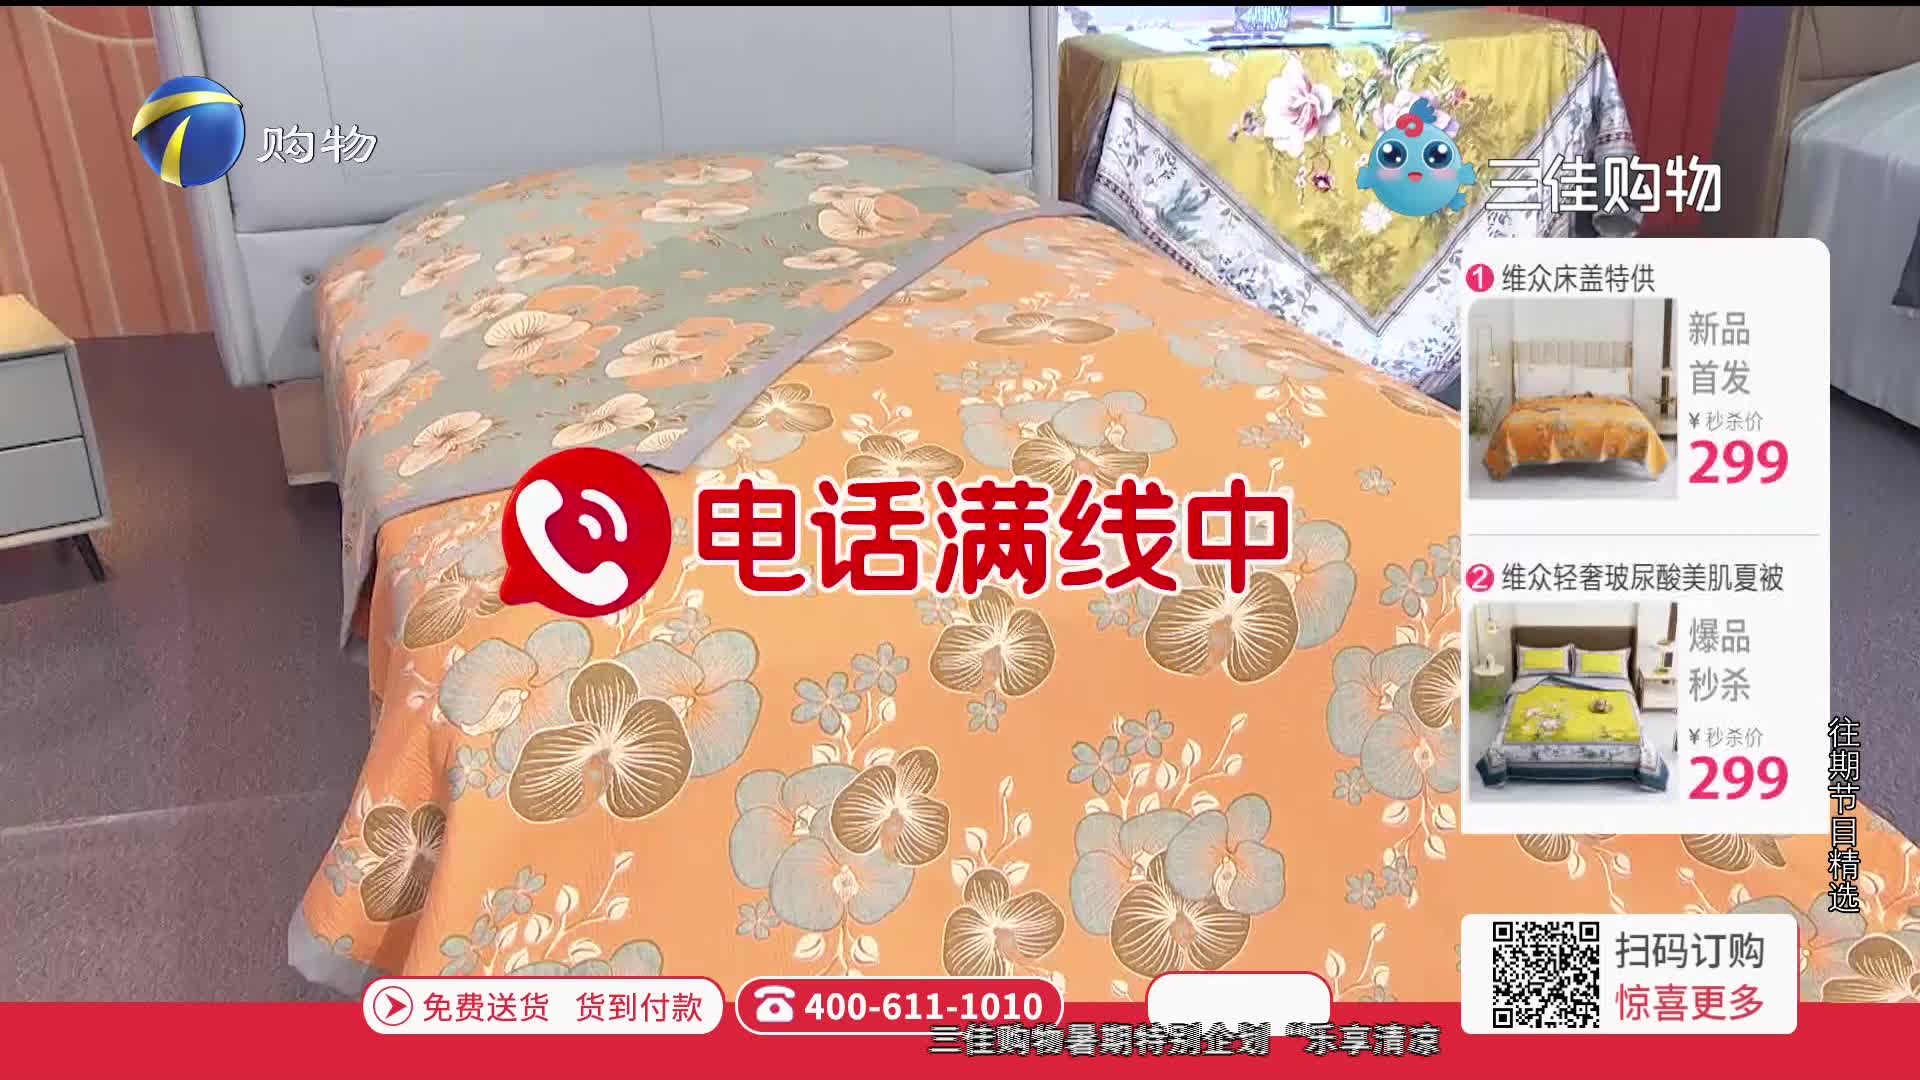 购物
三佳购物
1 维众床盖特供
新品
首发
¥秒杀价
299
2 维众轻奢玻尿酸美肌夏被
爆品
秒杀
¥秒杀价
299
电话满线中
往期节目精选
扫码订购
惊喜更多
免费送货 货到付款
400-611-1010
三佳购物暑期特别企划 “乐享清凉